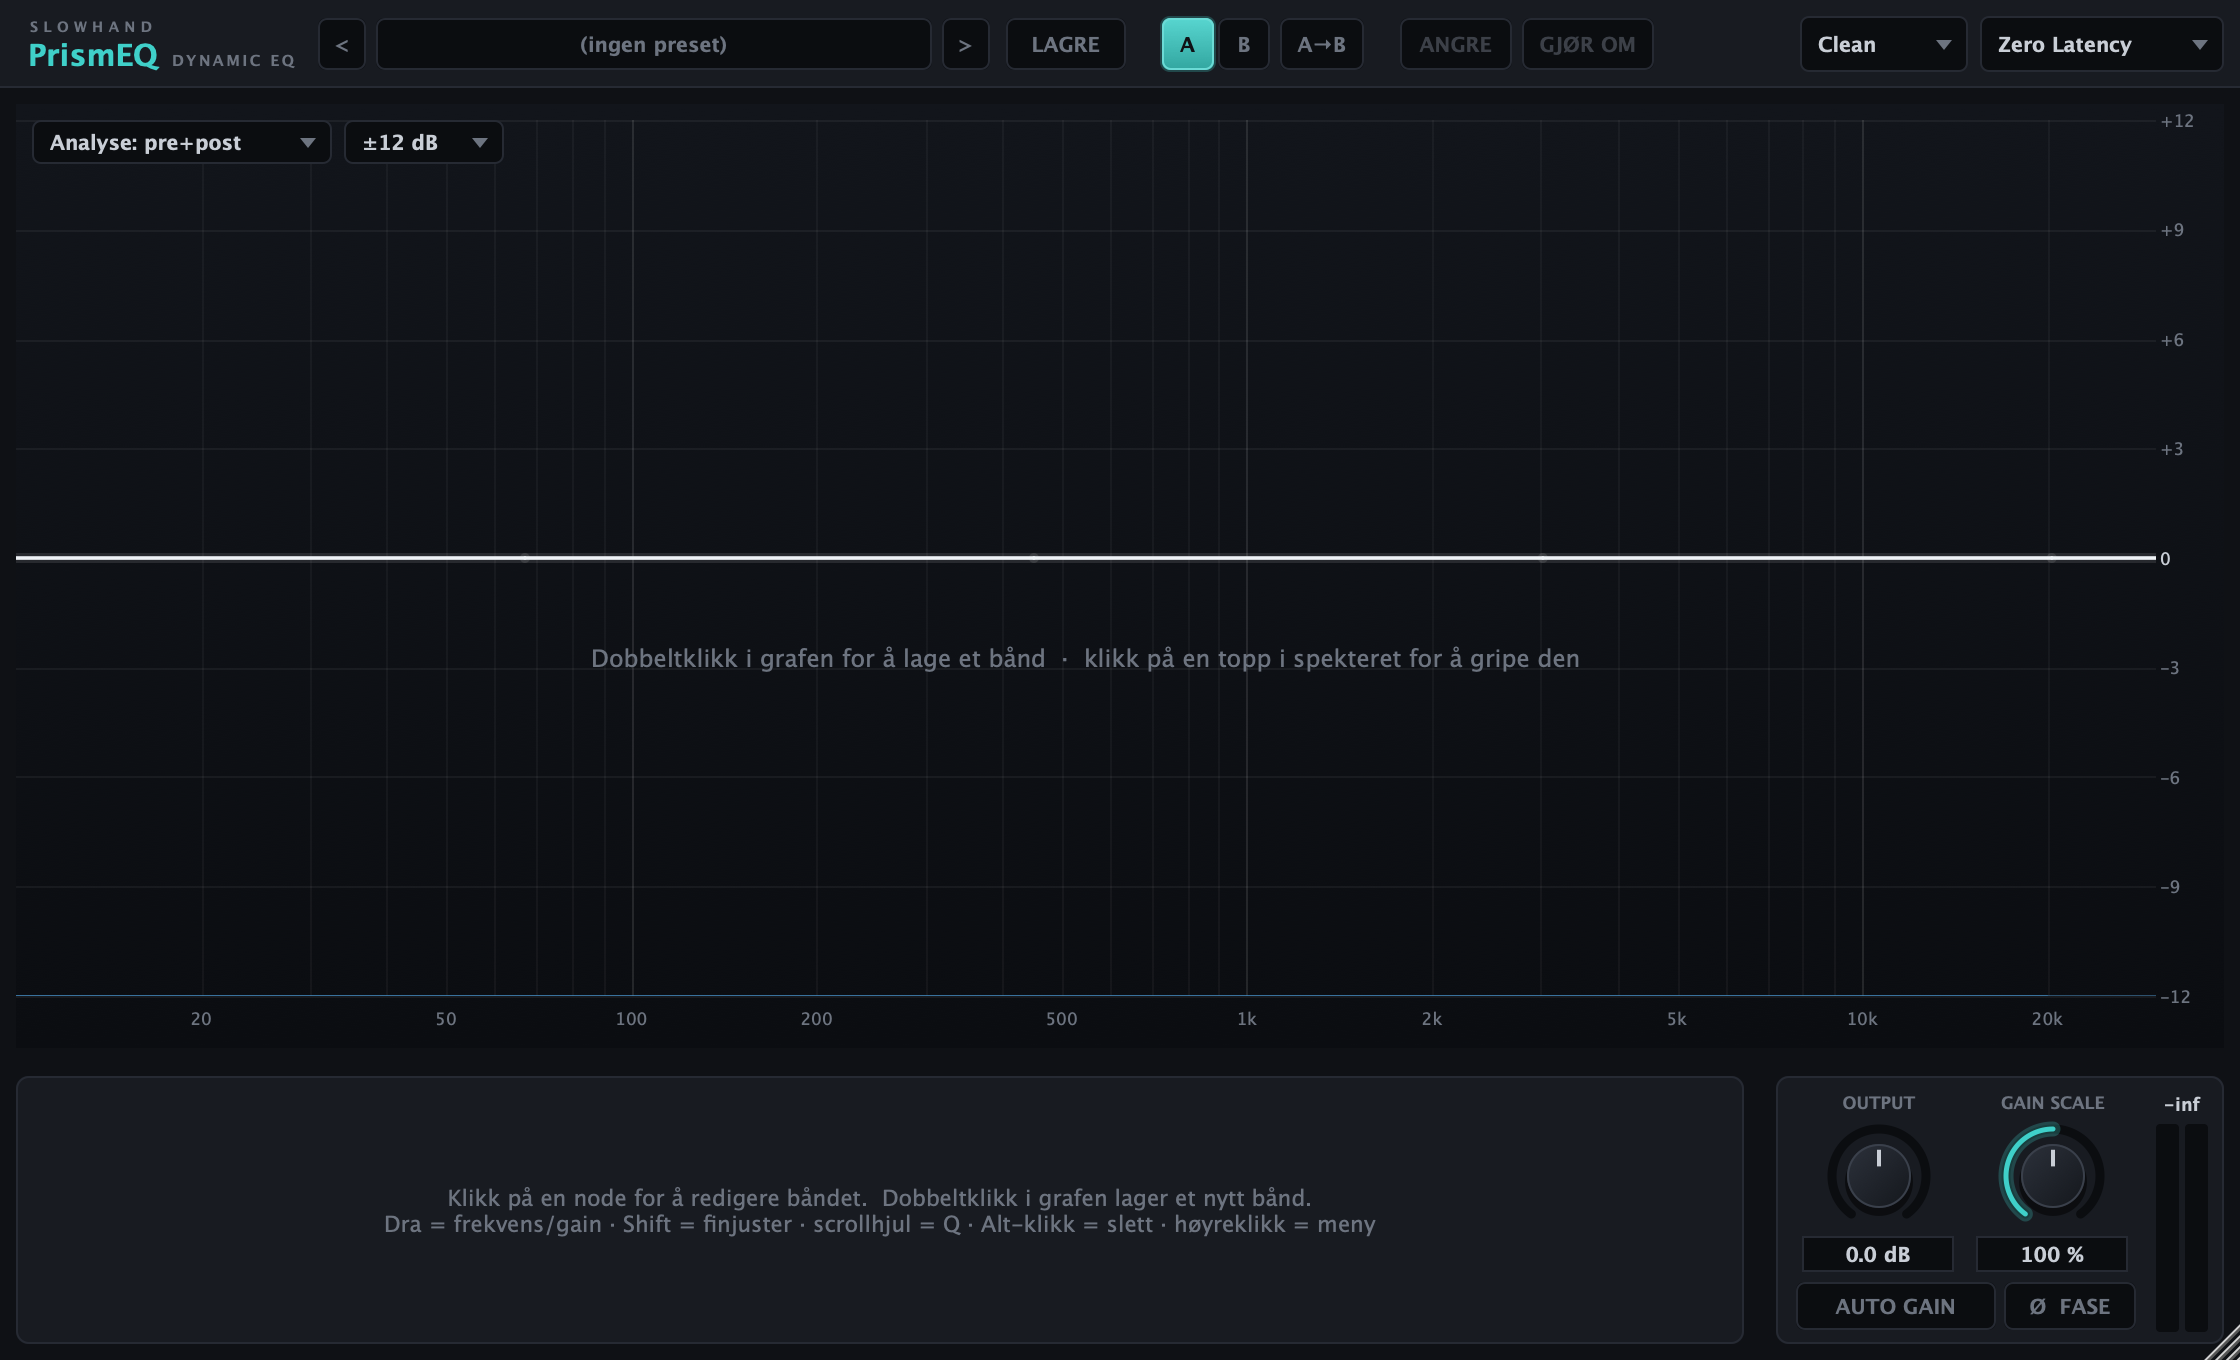 SLOWHAND
PrismEQ DYNAMIC EQ
< (ingen preset) > LAGRE A B A→B ANGRE GJØR OM Clean Zero Latency
Analyse: pre+post ±12 dB
+12
+9
+6
+3
0
Dobbeltklikk i grafen for å lage et bånd · klikk på en topp i spekteret for å gripe den
−3
−6
−9
−12
20 50 100 200 500 1k 2k 5k 10k 20k
Klikk på en node for å redigere båndet. Dobbeltklikk i grafen lager et nytt bånd.
Dra = frekvens/gain · Shift = finjuster · scrollhjul = Q · Alt-klikk = slett · høyreklikk = meny
OUTPUT GAIN SCALE -inf
0.0 dB 100 %
AUTO GAIN Ø FASE